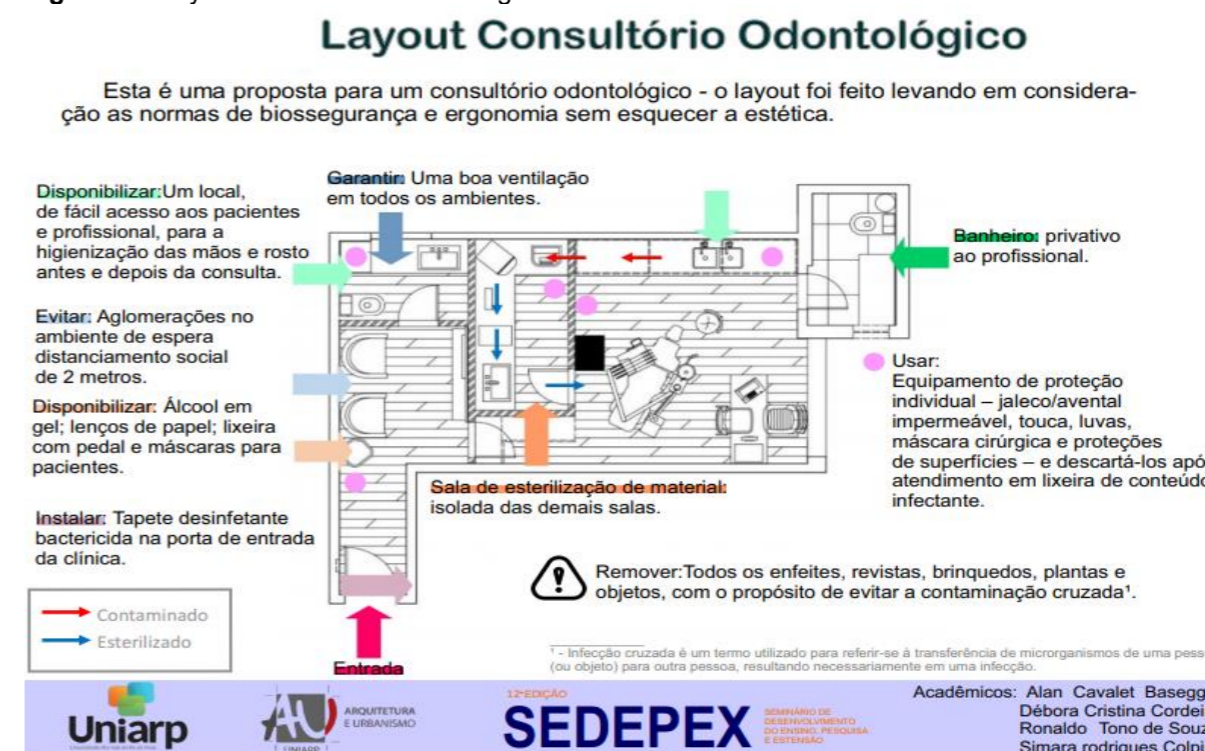 Layout Consultório Odontológico
Esta é uma proposta para um consultório odontológico - o layout foi feito levando em considera-
ção as normas de biossegurança e ergonomia sem esquecer a estética.
Disponibilizar:Um local,
de fácil acesso aos pacientes
e profissional, para a
higienização das mãos e rosto
antes e depois da consulta.
Garantir: Uma boa ventilação
em todos os ambientes.
Banheiro: privativo
ao profissional.
Evitar: Aglomerações no
ambiente de espera
distanciamento social
de 2 metros.
Disponibilizar: Álcool em
gel; lenços de papel; lixeira
com pedal e máscaras para
pacientes.
Usar:
Equipamento de proteção
individual – jaleco/avental
impermeável, touca, luvas,
máscara cirúrgica e proteções
de superfícies – e descartá-los apó
atendimento em lixeira de conteúdo
infectante.
Sala de esterilização de material:
isolada das demais salas.
Instalar: Tapete desinfetante
bactericida na porta de entrada
da clínica.
Remover:Todos os enfeites, revistas, brinquedos, plantas e
objetos, com o propósito de evitar a contaminação cruzada¹.
Contaminado
Esterilizado
Entrada
¹ - Infecção cruzada é um termo utilizado para referir-se à transferência de microrganismos de uma pess
(ou objeto) para outra pessoa, resultando necessariamente em uma infecção.
Uniarp
AU
ARQUITETURA
E URBANISMO
UNIARP
12ª EDIÇÃO
SEDEPEX
SEMINÁRIO DE
DESENVOLVIMENTO
DO ENSINO, PESQUISA
E ESTENSÃO
Acadêmicos: Alan Cavalet Basegg
Débora Cristina Cordei
Ronaldo Tono de Souz
Simara rodrigues Colpi